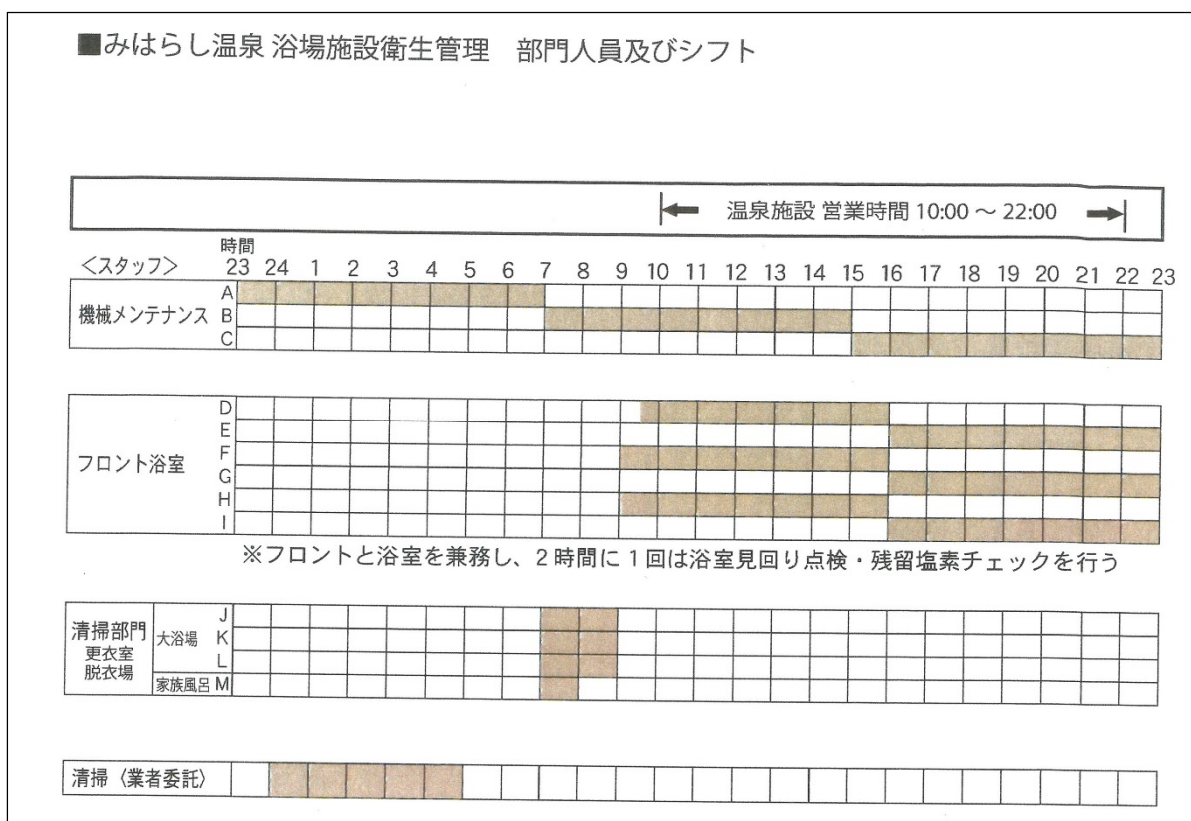 ■みはらし温泉 浴場施設衛生管理　部門人員及びシフト
温泉施設 営業時間 10:00 ～ 22:00
時間
＜スタッフ＞ 23 24 1 2 3 4 5 6 7 8 9 10 11 12 13 14 15 16 17 18 19 20 21 22 23
機械メンテナンス
A
B
C
フロント浴室
D
E
F
G
H
I
※フロントと浴室を兼務し、2時間に1回は浴室見回り点検・残留塩素チェックを行う
清掃部門
更衣室
脱衣場
大浴場
J
K
L
家族風呂 M
清掃〈業者委託〉